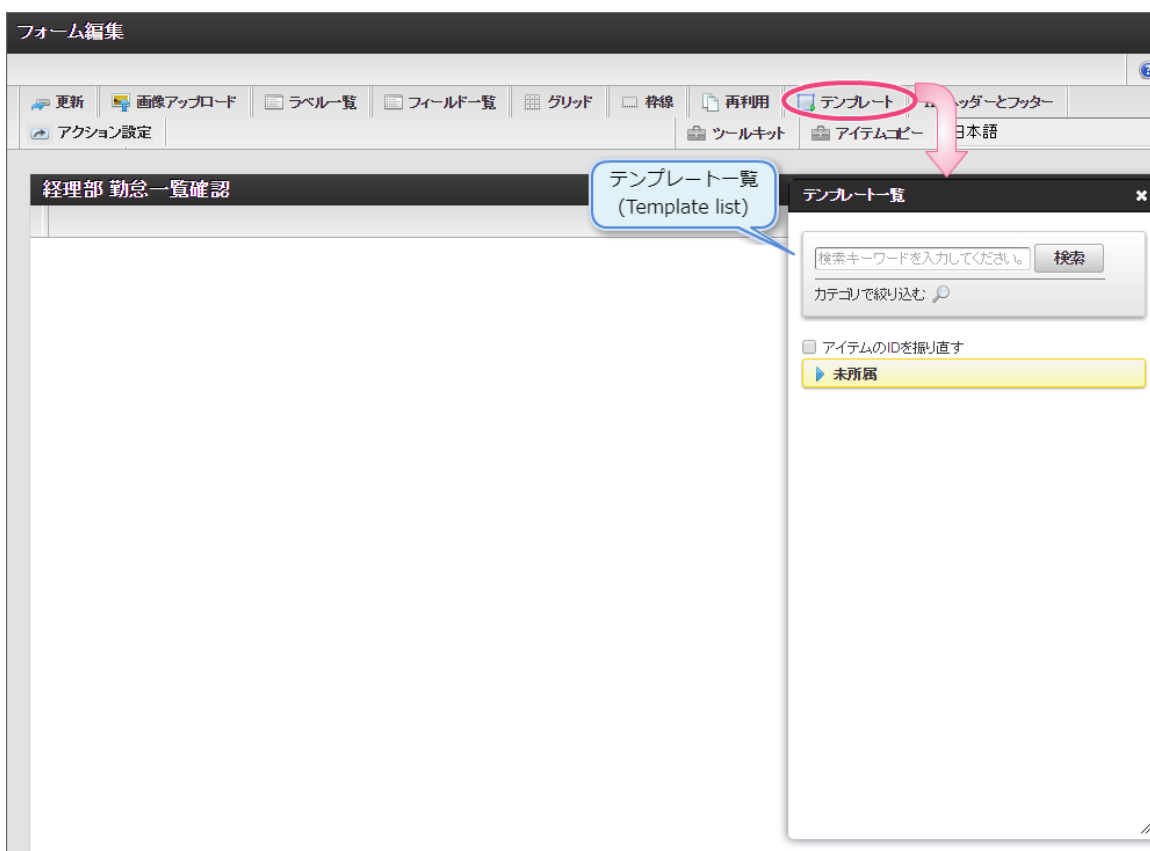 フォーム編集
更新 画像アップロード ラベル一覧 フィールド一覧 グリッド 枠線 再利用 テンプレート ッダーとフッター
アクション設定 ツールキット アイテムコピー 日本語
経理部 勤怠一覧確認
テンプレート一覧
(Template list)
テンプレート一覧
検索キーワードを入力してください。 検索
カテゴリで絞り込む
アイテムのIDを振り直す
未所属